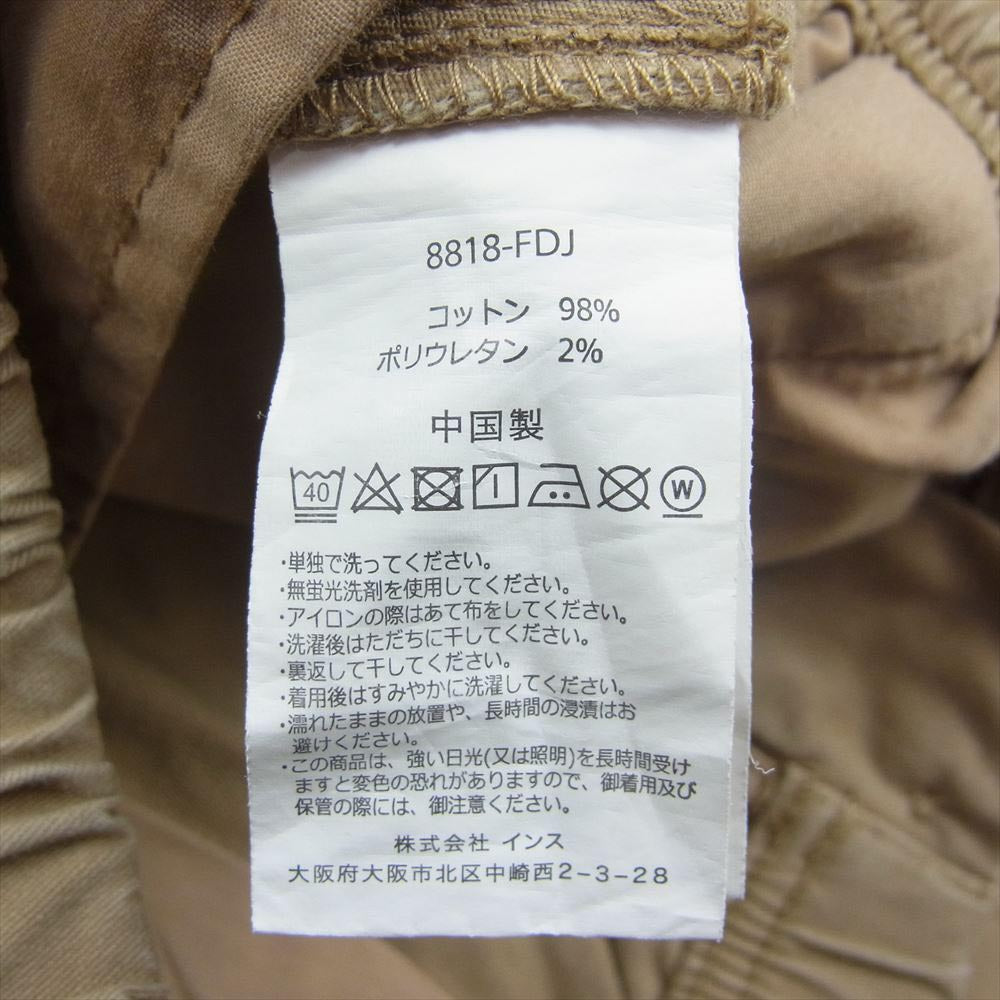 8818-FDJ
コットン 98%
ポリウレタン 2%
中国製
40 W
・単独で洗ってください。
・無蛍光洗剤を使用してください。
・アイロンの際はあて布をしてください。
・洗濯後はただちに干してください。
・裏返して干してください。
・着用後はすみやかに洗濯してください。
・濡れたままの放置や、長時間の浸漬はお
避けください。
・この商品は、強い日光(又は照明)を長時間受け
ますと変色の恐れがありますので、御着用及び
保管の際には、御注意ください。
株式会社 インス
大阪府大阪市北区中崎西2-3-28